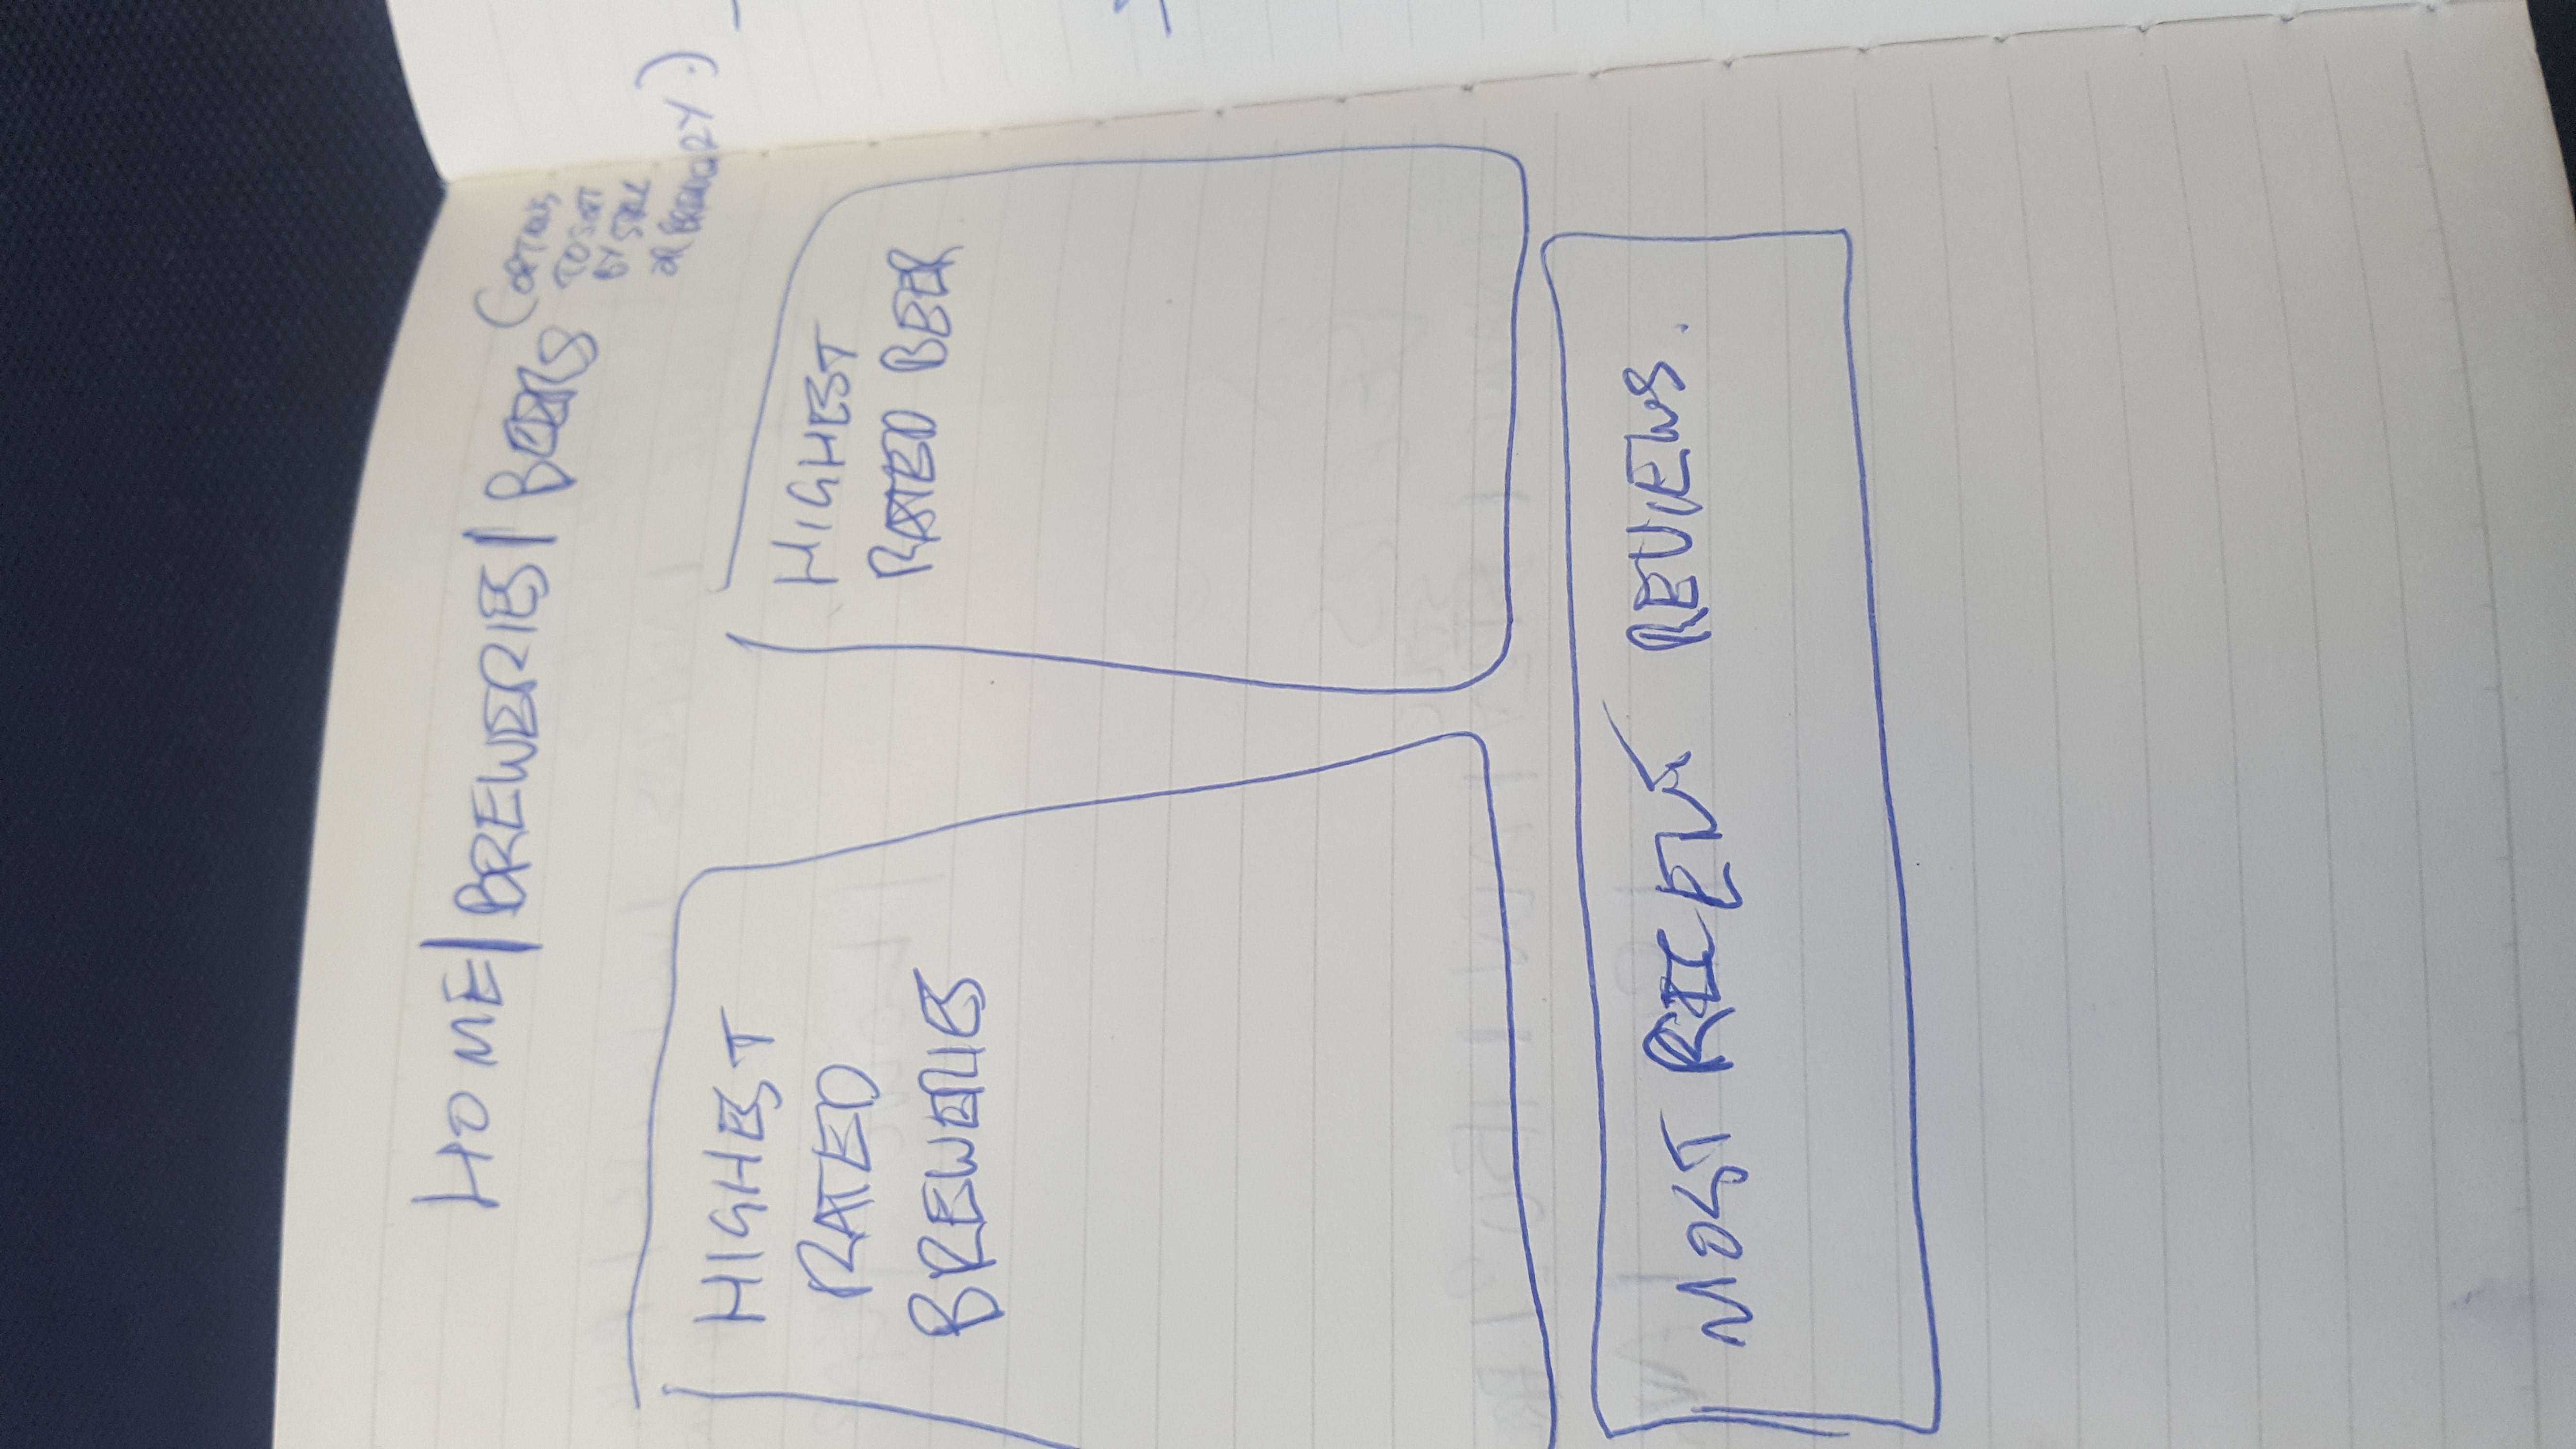 HOME | BREWERIES | BEERS (OPTIONS
TO SORT
BY STYLE
OR BREWERY.)
HIGHEST
RATED
BREWERIES
HIGHEST
RATED BEER
MOST RECENT REVIEWS.